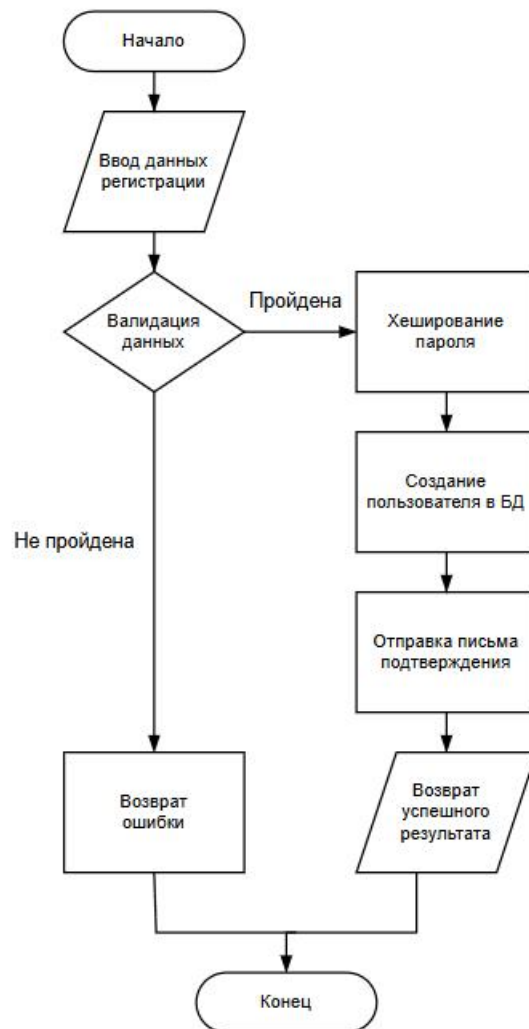 Начало
Ввод данных
регистрации
Валидация
данных
Пройдена
Хеширование
пароля
Создание
пользователя в БД
Не пройдена
Отправка письма
подтверждения
Возврат
ошибки
Возврат
успешного
результата
Конец